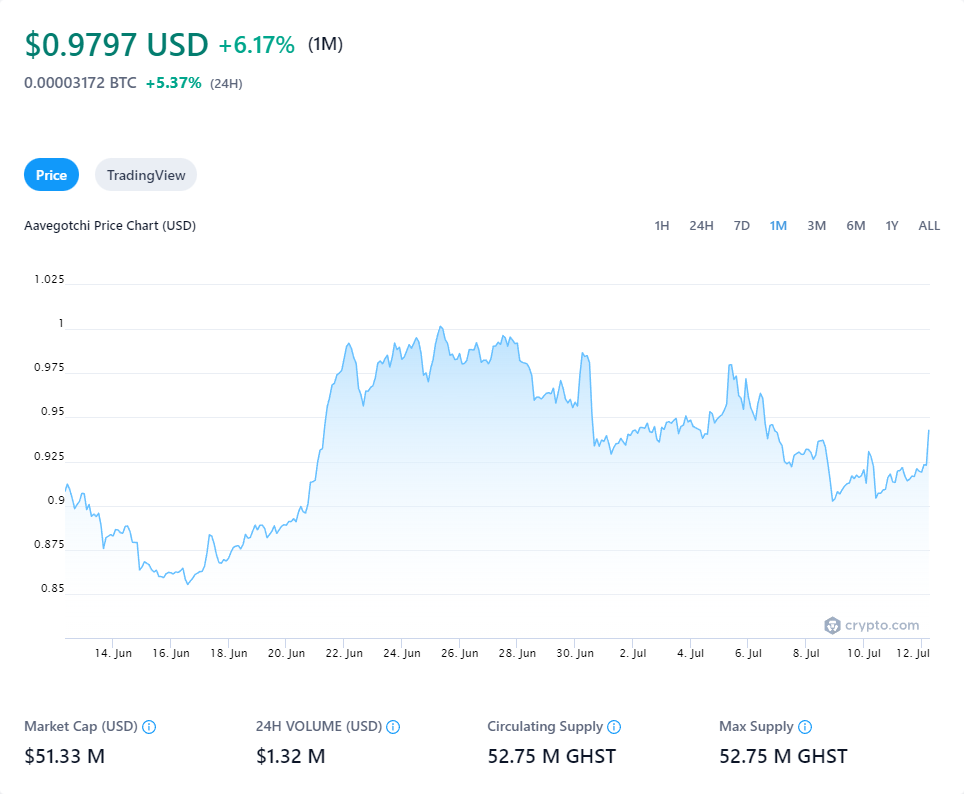 $0.9797 USD +6.17% (1M)
0.00003172 BTC +5.37% (24H)
Price TradingView
Aavegotchi Price Chart (USD) 1H 24H 7D 1M 3M 6M 1Y ALL
1.025
1
0.975
0.95
0.925
0.9
0.875
0.85
crypto.com
14. Jun 16. Jun 18. Jun 20. Jun 22. Jun 24. Jun 26. Jun 28. Jun 30. Jun 2. Jul 4. Jul 6. Jul 8. Jul 10. Jul 12. Jul
Market Cap (USD) 24H VOLUME (USD) Circulating Supply Max Supply
$51.33 M $1.32 M 52.75 M GHST 52.75 M GHST